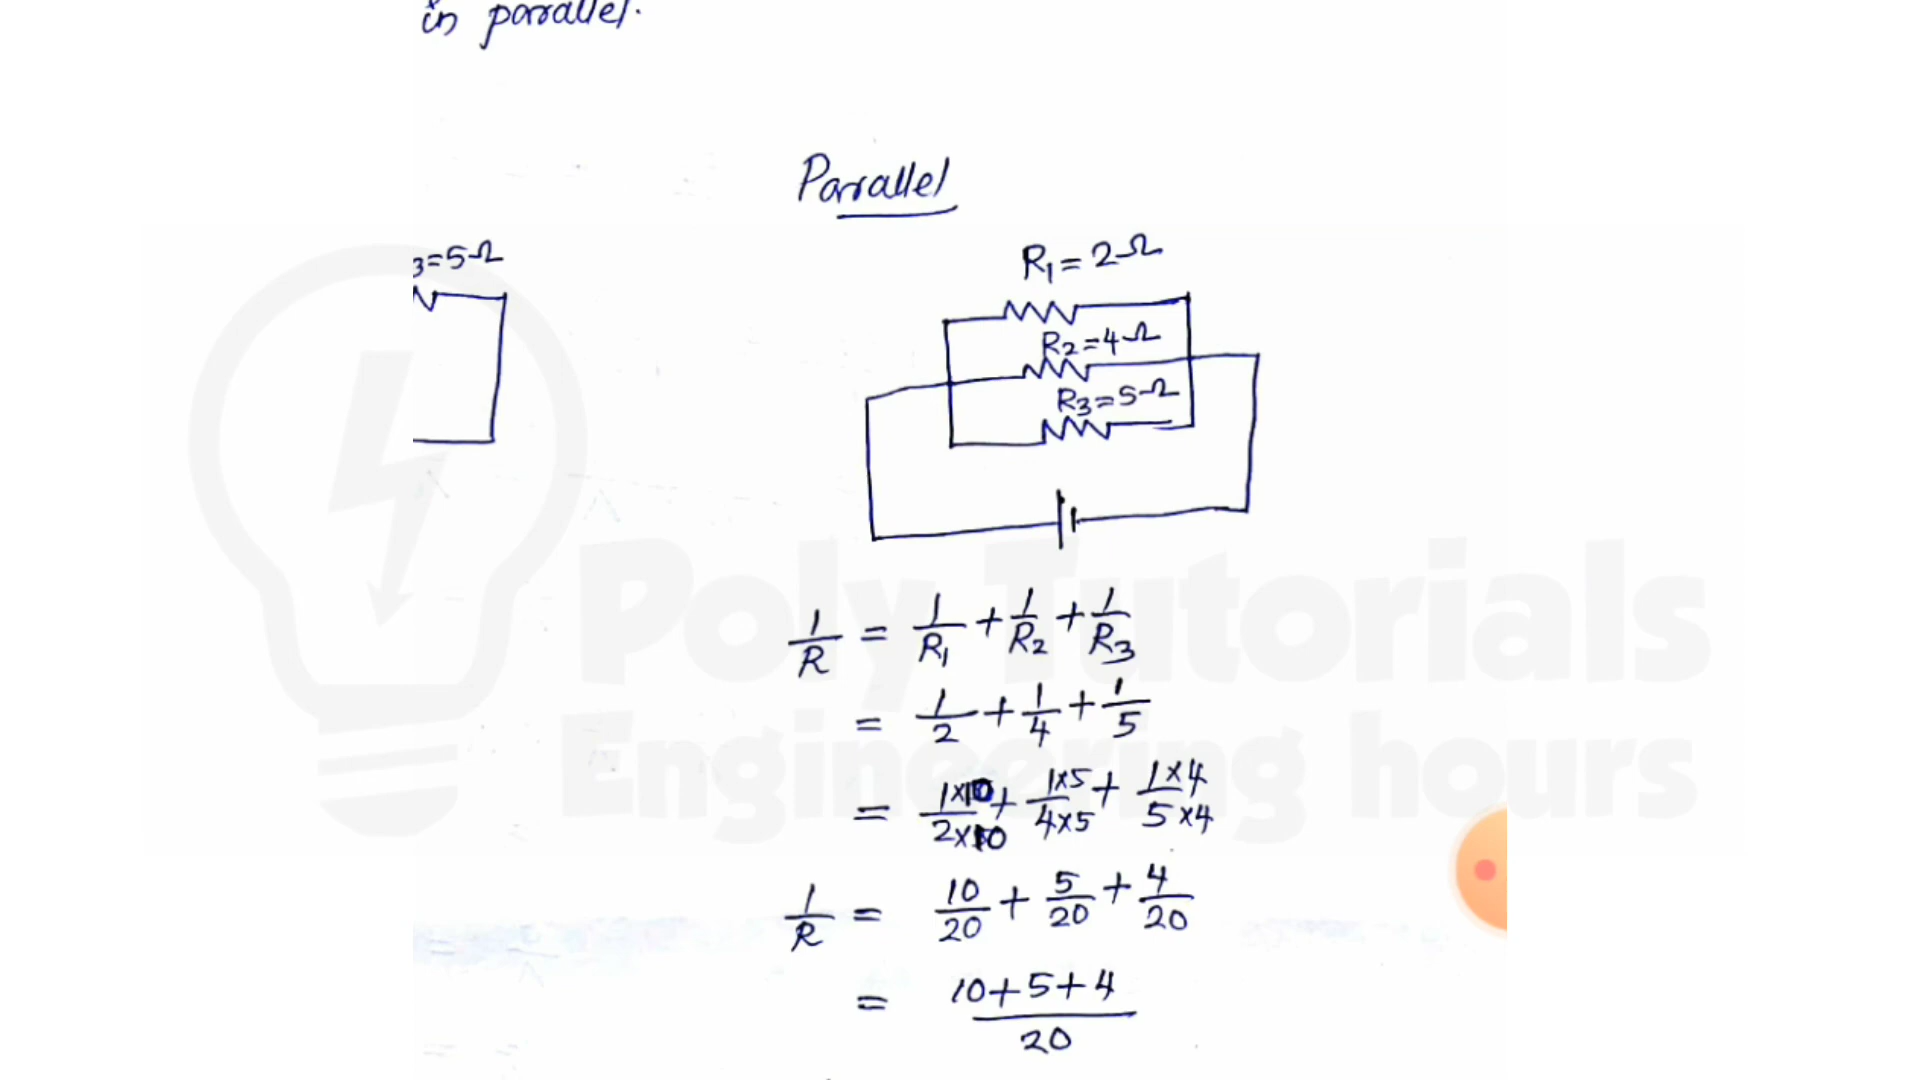 in parallel.
Parallel
3=5Ω
R1=2Ω
R2=4Ω
R3=5Ω
1/R = 1/R1 + 1/R2 + 1/R3
= 1/2 + 1/4 + 1/5
= 1×10/2×10 + 1×5/4×5 + 1×4/5×4
1/R = 10/20 + 5/20 + 4/20
= 10+5+4/20
Poly Tutorials
Engineering hours